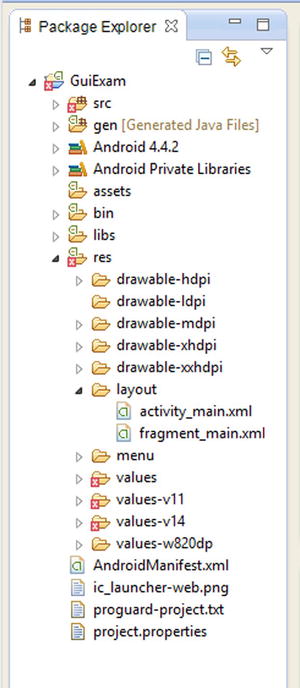 Package Explorer
GuiExam
src
gen [Generated Java Files]
Android 4.4.2
Android Private Libraries
assets
bin
libs
res
drawable-hdpi
drawable-ldpi
drawable-mdpi
drawable-xhdpi
drawable-xxhdpi
layout
activity_main.xml
fragment_main.xml
menu
values
values-v11
values-v14
values-w820dp
AndroidManifest.xml
ic_launcher-web.png
proguard-project.txt
project.properties